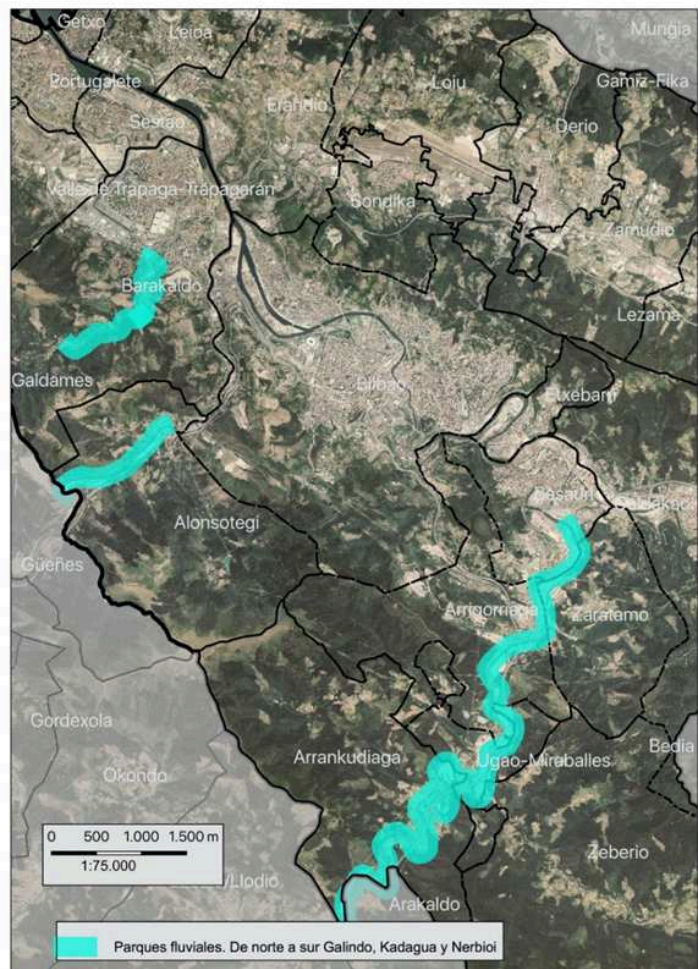 Getxo
Leioa
Mungia
Portugalete
Loiu
Gamiz-Fika
Erandio
Sestao
Derio
Valle de Trápaga-Trapagaran
Sondika
Zamudio
Barakaldo
Lezama
Galdames
Bilbao
Etxebarri
Basauri
Alonsotegi
Güeñes
Arrigorriaga
Zaratamo
Gordexola
Bedia
Arrankudiaga
Ugao-Miraballes
Okondo
0 500 1.000 1.500 m
1:75.000
Zeberio
/Llodio
Arakaldo
Parques fluviales. De norte a sur Galindo, Kadagua y Nerbioi